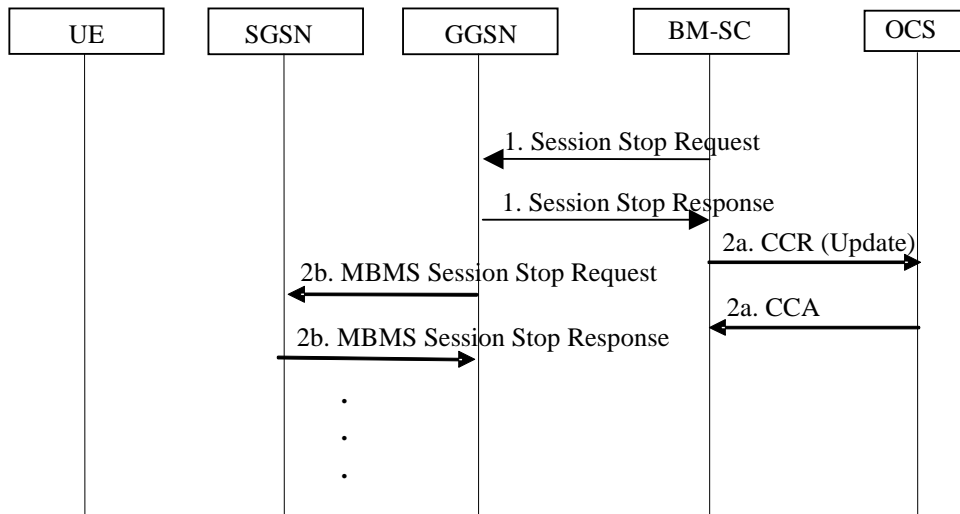 UE
SGSN
GGSN
BM-SC
OCS
1. Session Stop Request
1. Session Stop Response
2a. CCR (Update)
2b. MBMS Session Stop Request
2a. CCA
2b. MBMS Session Stop Response
.
.
.